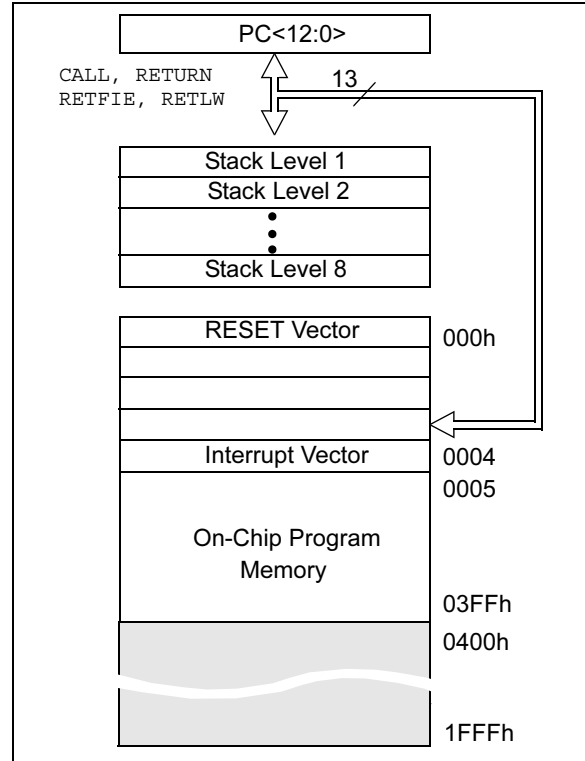 PC<12:0>
CALL, RETURN
RETFIE, RETLW
13
Stack Level 1
Stack Level 2
Stack Level 8
RESET Vector
000h
Interrupt Vector
0004
0005
On-Chip Program
Memory
03FFh
0400h
1FFFh